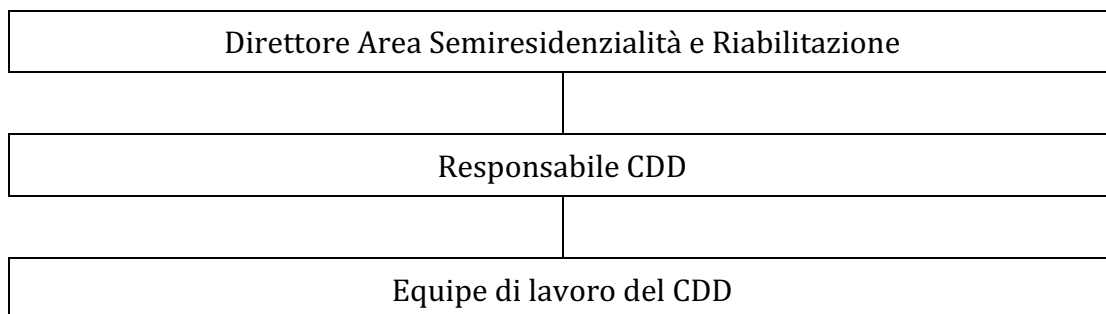 Direttore Area Semiresidenzialità e Riabilitazione
Responsabile CDD
Equipe di lavoro del CDD